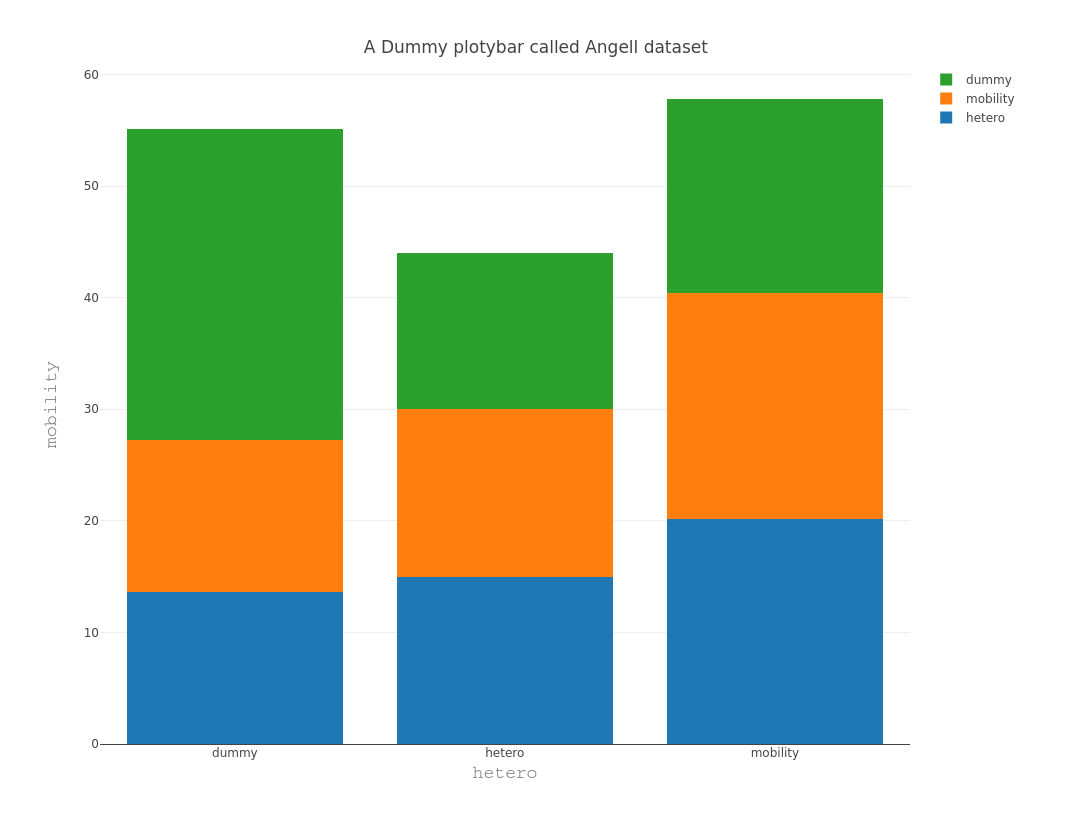 A Dummy plotybar called Angell dataset
dummy
mobility
hetero
60
50
40
30
20
10
0
mobility
dummy hetero mobility
hetero